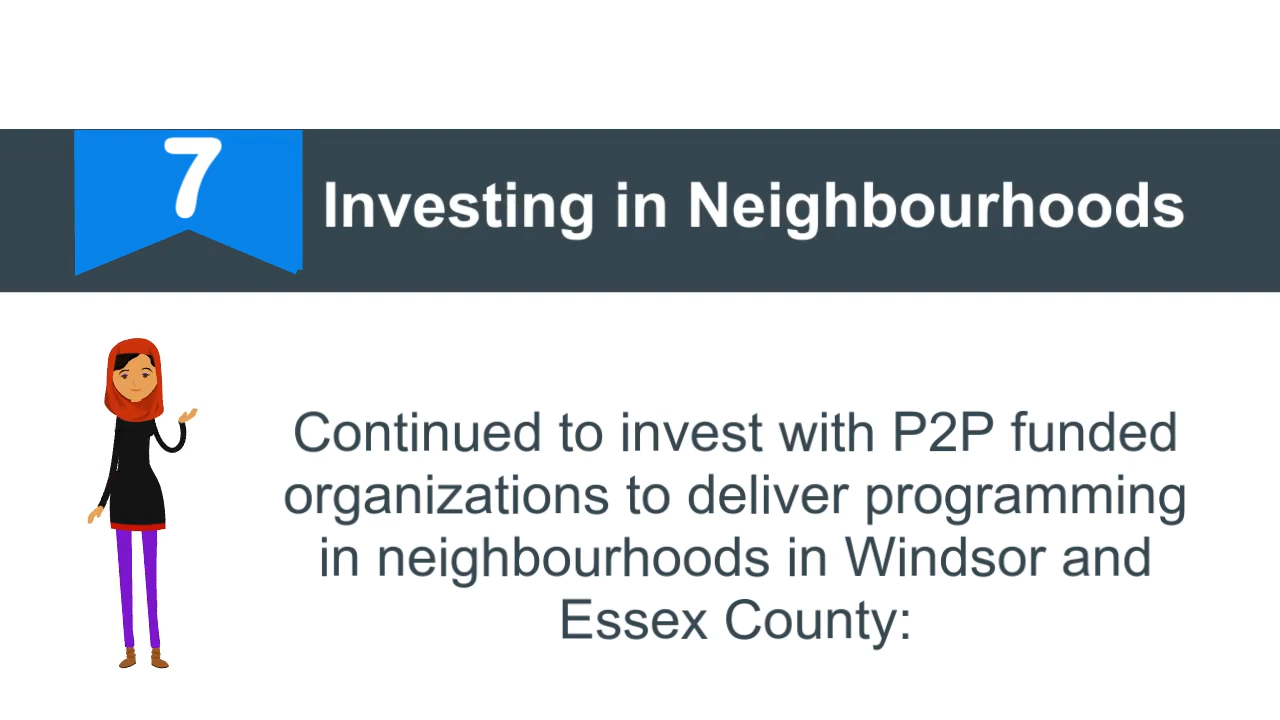 7
Investing in Neighbourhoods
Continued to invest with P2P funded
organizations to deliver programming
in neighbourhoods in Windsor and
Essex County: